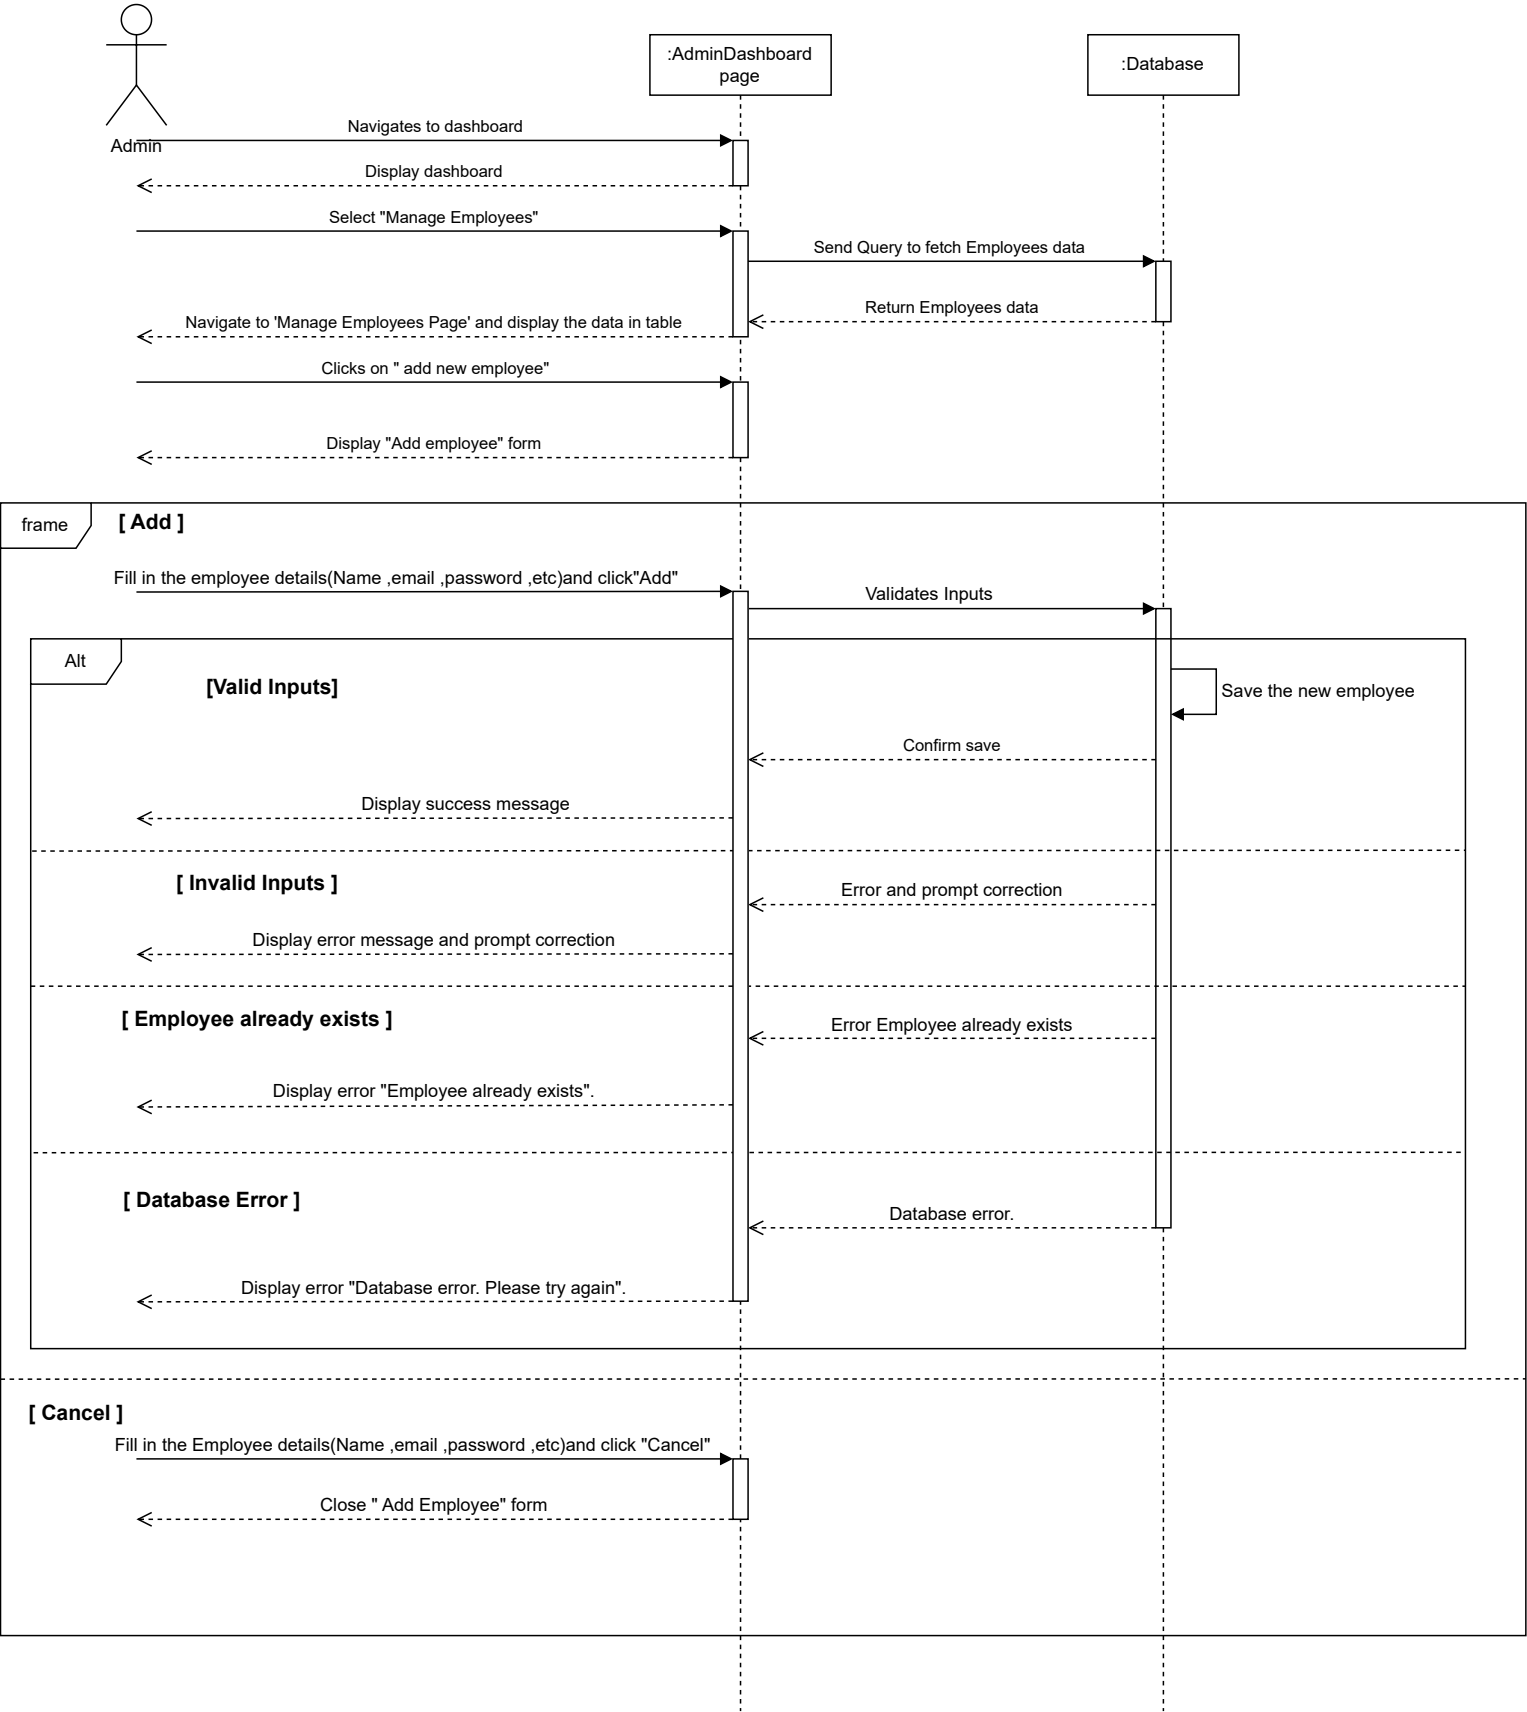 :AdminDashboard
page
:Database
Admin
Navigates to dashboard
Display dashboard
Select "Manage Employees"
Send Query to fetch Employees data
Return Employees data
Navigate to 'Manage Employees Page' and display the data in table
Clicks on " add new employee"
Display "Add employee" form
frame
[ Add ]
Fill in the employee details(Name ,email ,password ,etc)and click"Add"
Validates Inputs
Alt
[Valid Inputs]
Save the new employee
Confirm save
Display success message
[ Invalid Inputs ]
Error and prompt correction
Display error message and prompt correction
[ Employee already exists ]
Error Employee already exists
Display error "Employee already exists".
[ Database Error ]
Database error.
Display error "Database error. Please try again".
[ Cancel ]
Fill in the Employee details(Name ,email ,password ,etc)and click "Cancel"
Close " Add Employee" form